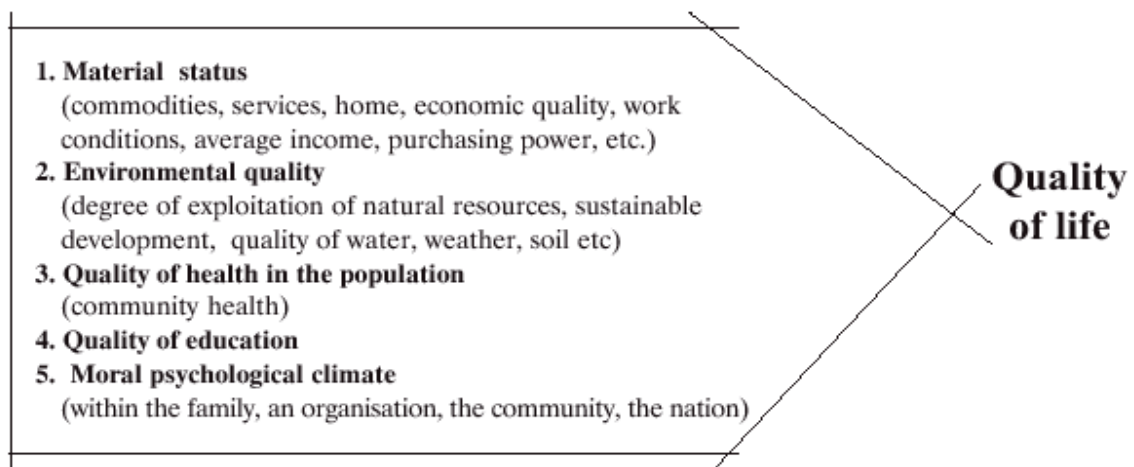 1. Material status
(commodities, services, home, economic quality, work
conditions, average income, purchasing power, etc.)
2. Environmental quality
(degree of exploitation of natural resources, sustainable
development, quality of water, weather, soil etc)
3. Quality of health in the population
(community health)
4. Quality of education
5. Moral psychological climate
(within the family, an organisation, the community, the nation)
Quality
of life